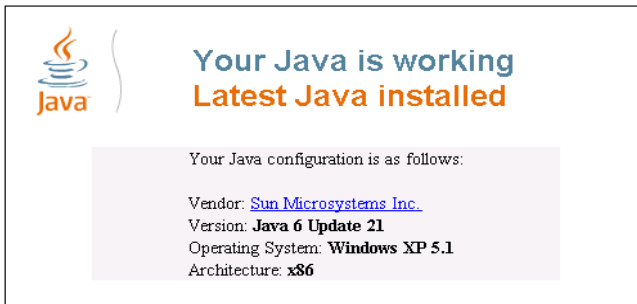 Java
Your Java is working
Latest Java installed
Your Java configuration is as follows:
Vendor: Sun Microsystems Inc.
Version: Java 6 Update 21
Operating System: Windows XP 5.1
Architecture: x86